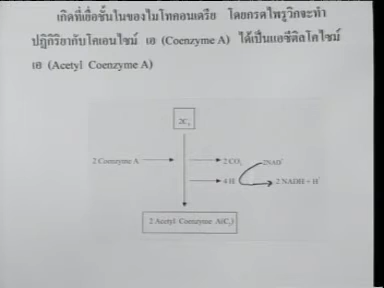 เกิดที่เยื่อชั้นในของไมโทคอนเดรีย โดยกรดไพรูวิกจะทำ
ปฏิกิริยากับโคเอนไซม์ เอ (Coenzyme A) ได้เป็นแอซีติลโคไซม์
เอ (Acetyl Coenzyme A)
2C₃
2 Coenzyme A
2 CO₂
2NAD⁺
4 H
2 NADH + H⁺
2 Acetyl Coenzyme A(C₂)